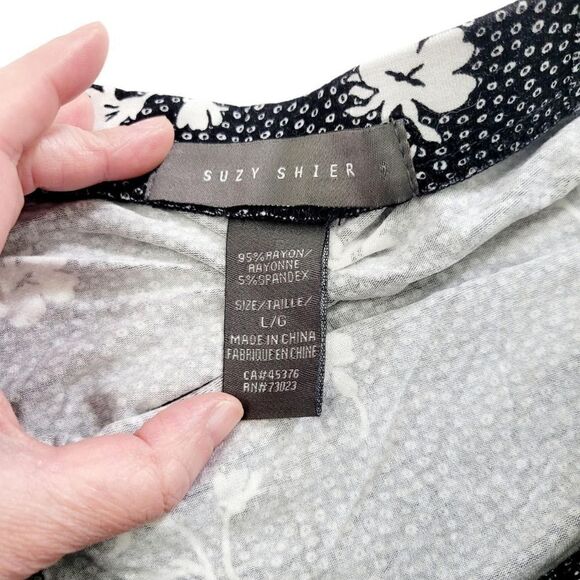 SUZY SHIER
95%RAYON/
RAYONNE
5%SPANDEX
SIZE/TAILLE/
L/G
MADE IN CHINA
FABRIQUE EN CHINE
CA#45376
RN#73023